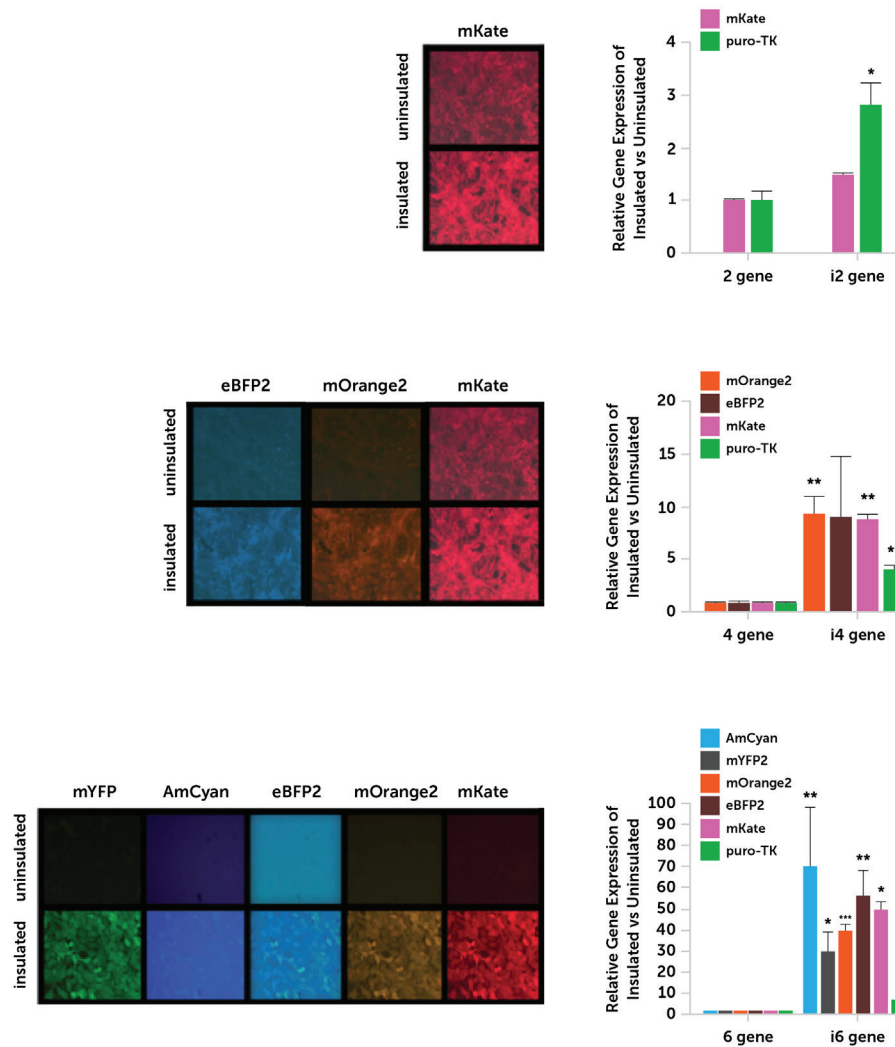 mKate
uninsulated
insulated
mKate
puro-TK
Relative Gene Expression of
Insulated vs Uninsulated
4
3
2
1
0
*
2 gene
i2 gene
eBFP2
mOrange2
mKate
uninsulated
insulated
mOrange2
eBFP2
mKate
puro-TK
Relative Gene Expression of
Insulated vs Uninsulated
20
15
10
5
0
**
**
*
4 gene
i4 gene
mYFP
AmCyan
eBFP2
mOrange2
mKate
uninsulated
insulated
AmCyan
mYFP2
mOrange2
eBFP2
mKate
puro-TK
Relative Gene Expression of
Insulated vs Uninsulated
100
90
80
70
60
50
40
30
20
10
0
**
*
***
**
*
6 gene
i6 gene